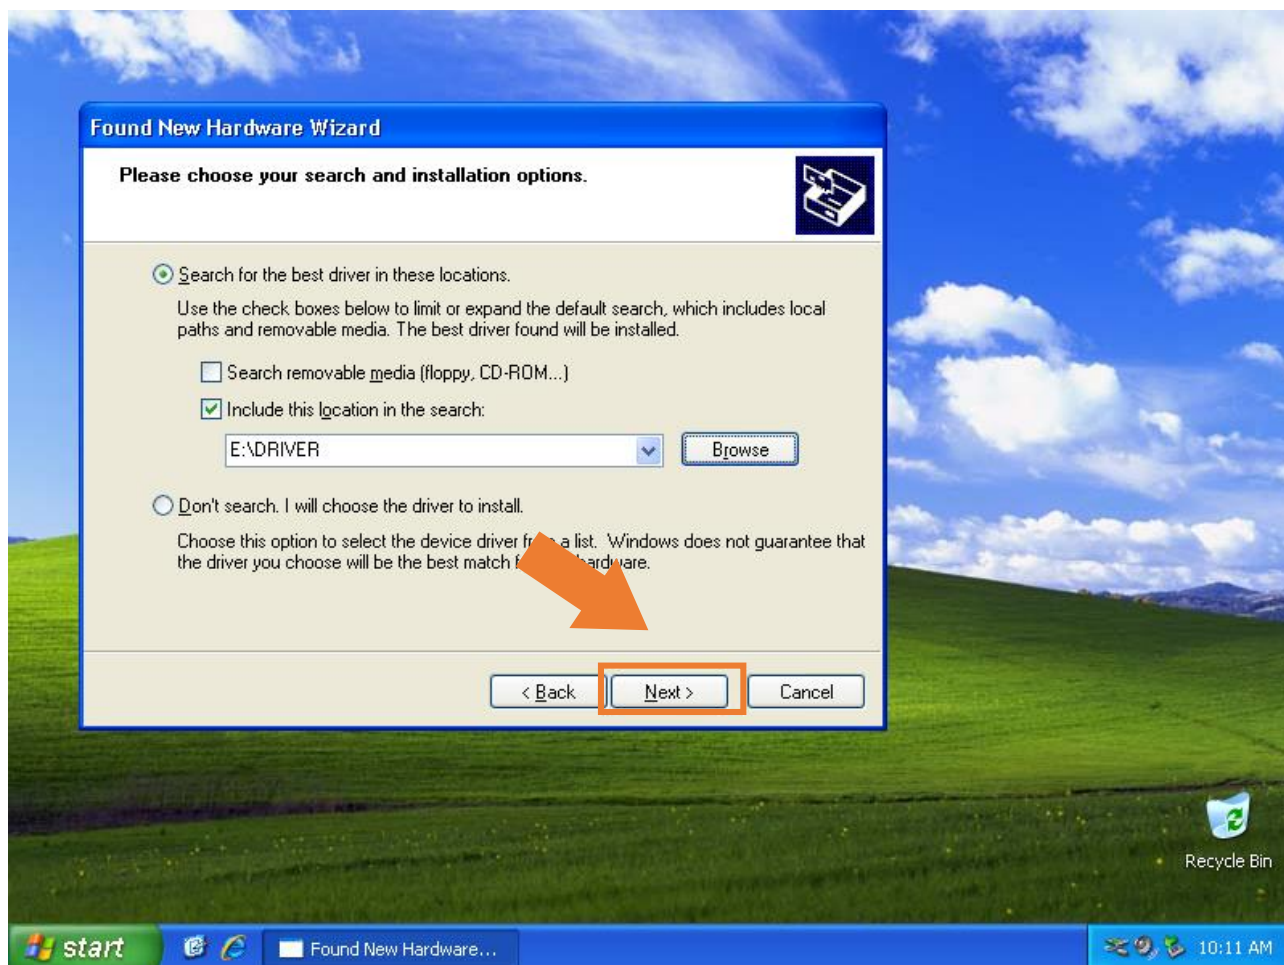 Found New Hardware Wizard
Please choose your search and installation options.
Search for the best driver in these locations.
Use the check boxes below to limit or expand the default search, which includes local
paths and removable media. The best driver found will be installed.
Search removable media (floppy, CD-ROM...)
Include this location in the search:
E:\DRIVER
Browse
Don't search. I will choose the driver to install.
Choose this option to select the device driver from a list. Windows does not guarantee that
the driver you choose will be the best match hardware.
< Back
Next >
Cancel
Recycle Bin
start
Found New Hardware...
10:11 AM